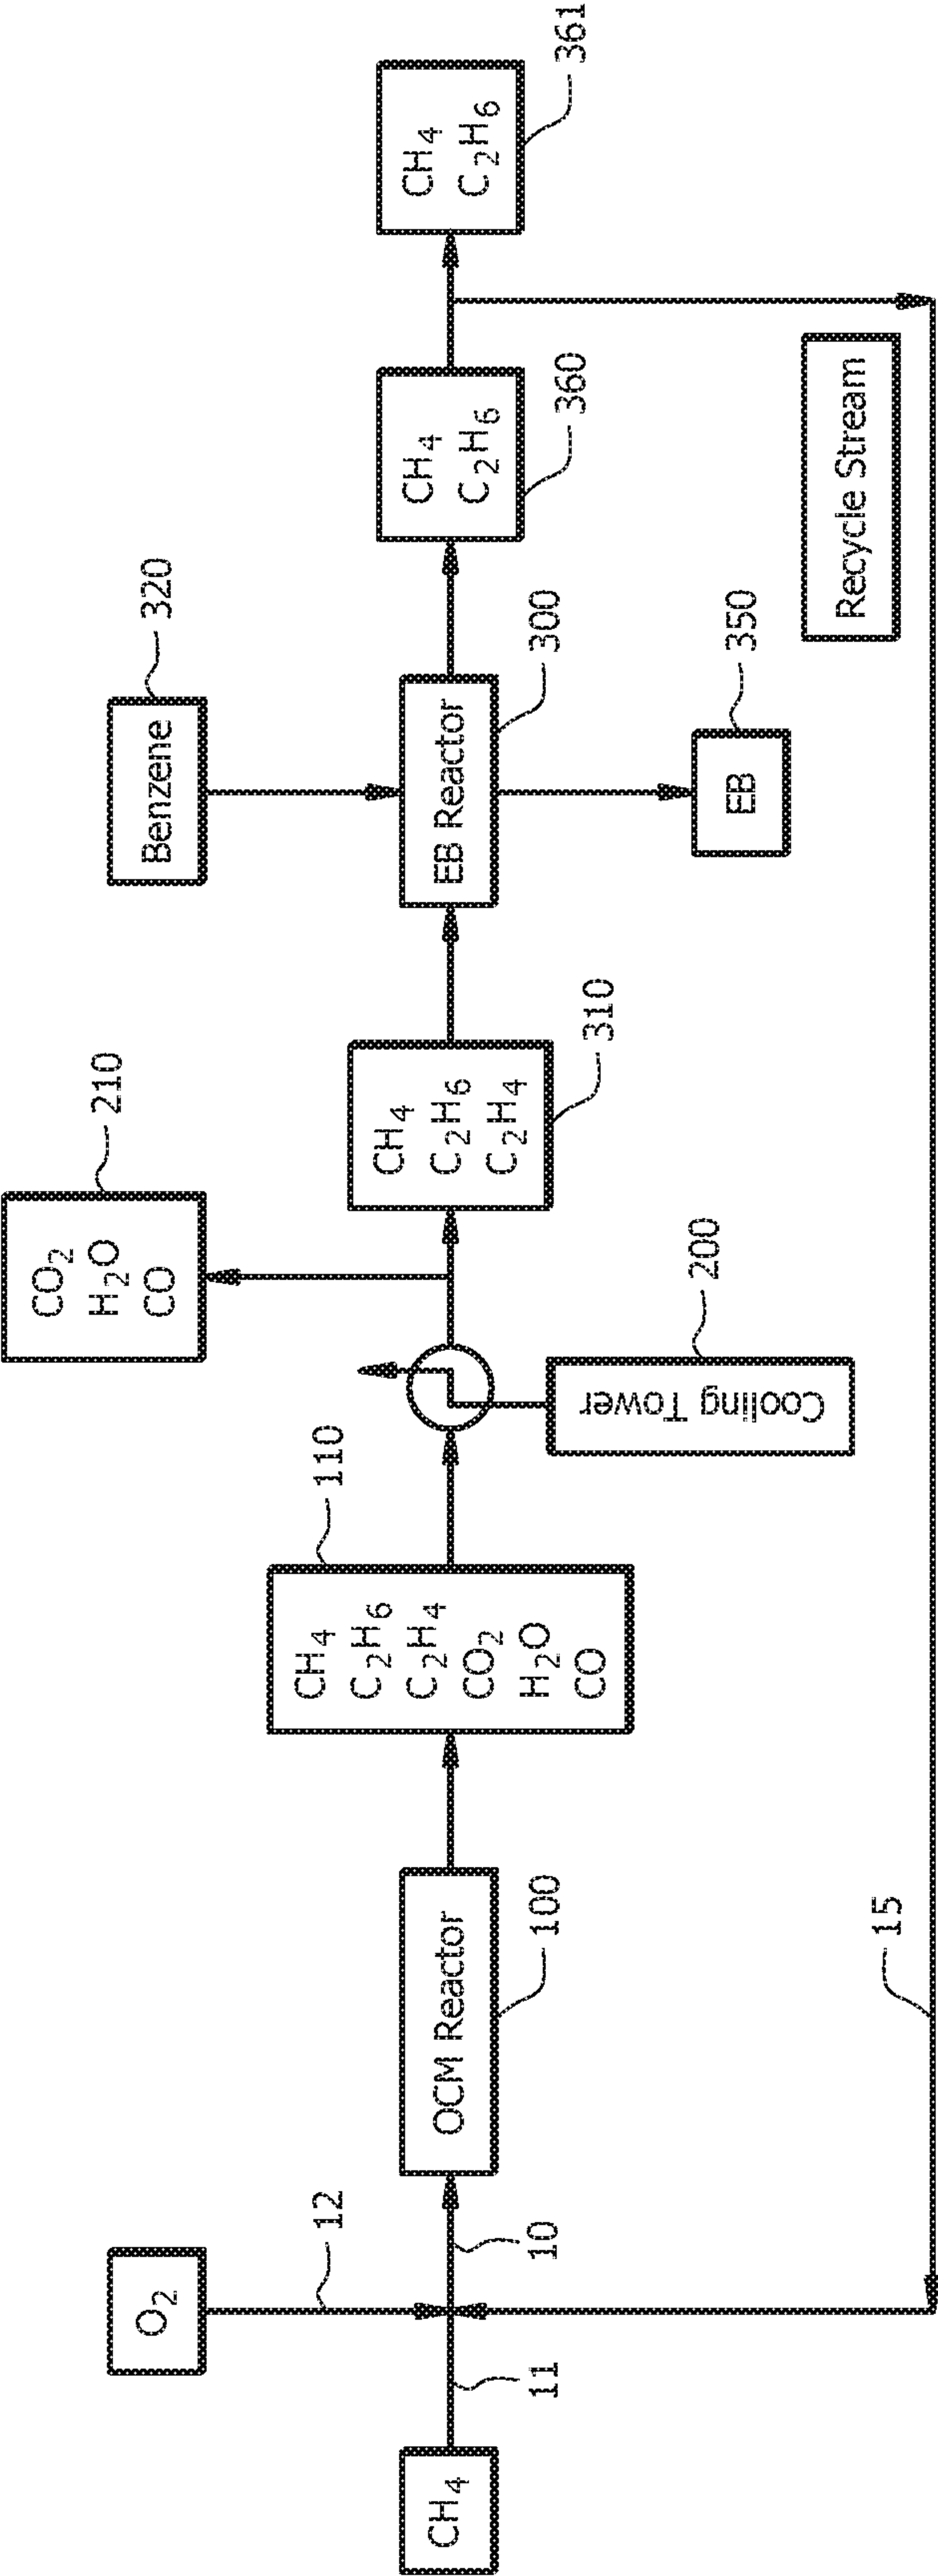 CH4
11
O2
12
10
OCM Reactor
100
CH4
C2H6
C2H4
CO2
H2O
CO
110
Cooling Tower
200
CO2
H2O
CO
210
CH4
C2H6
C2H4
310
Benzene
320
EB Reactor
300
EB
350
CH4
C2H6
360
CH4
C2H6
361
Recycle Stream
15